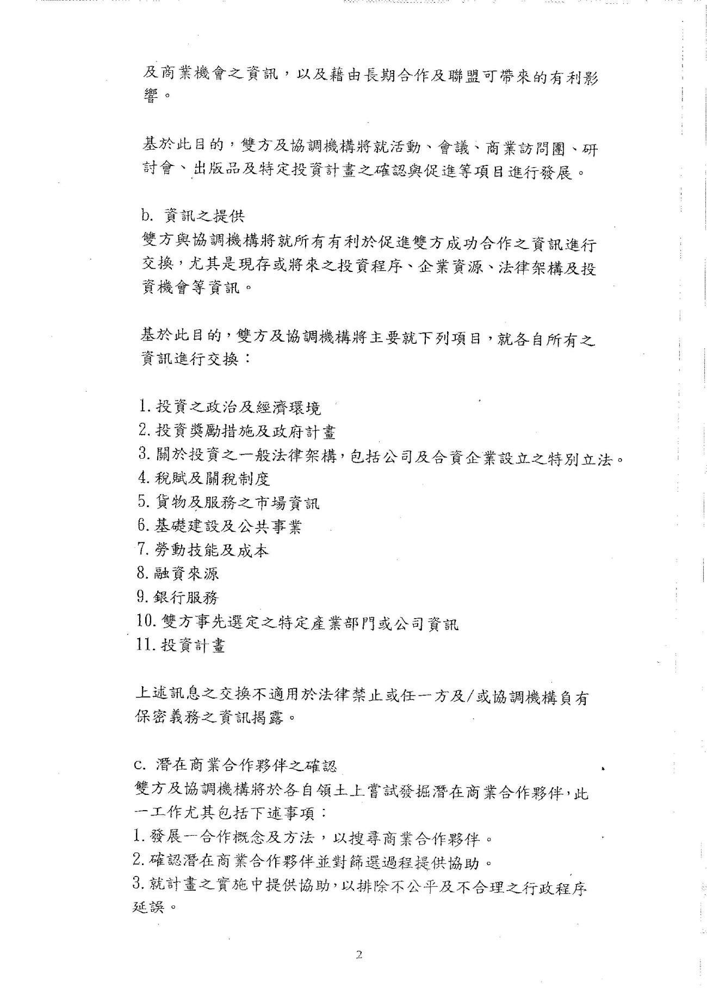 及商業機會之資訊，以及藉由長期合作及聯盟可帶來的有利影
響。
基於此目的，雙方及協調機構將就活動、會議、商業訪問團、研
討會、出版品及特定投資計畫之確認與促進等項目進行發展。
b. 資訊之提供
雙方與協調機構將就所有有利於促進雙方成功合作之資訊進行
交換，尤其是現存或將來之投資程序、企業資源、法律架構及投
資機會等資訊。
基於此目的，雙方及協調機構將主要就下列項目，就各自所有之
資訊進行交換：
1. 投資之政治及經濟環境
2. 投資獎勵措施及政府計畫
3. 關於投資之一般法律架構，包括公司及合資企業設立之特別立法。
4. 稅賦及關稅制度
5. 貨物及服務之市場資訊
6. 基礎建設及公共事業
7. 勞動技能及成本
8. 融資來源
9. 銀行服務
10. 雙方事先選定之特定產業部門或公司資訊
11. 投資計畫
上述訊息之交換不適用於法律禁止或任一方及/或協調機構負有
保密義務之資訊揭露。
c. 潛在商業合作夥伴之確認
雙方及協調機構將於各自領土上嘗試發掘潛在商業合作夥伴，此
一工作尤其包括下述事項：
1. 發展一合作概念及方法，以搜尋商業合作夥伴。
2. 確認潛在商業合作夥伴並對篩選過程提供協助。
3. 就計畫之實施中提供協助，以排除不公平及不合理之行政程序
延誤。
2